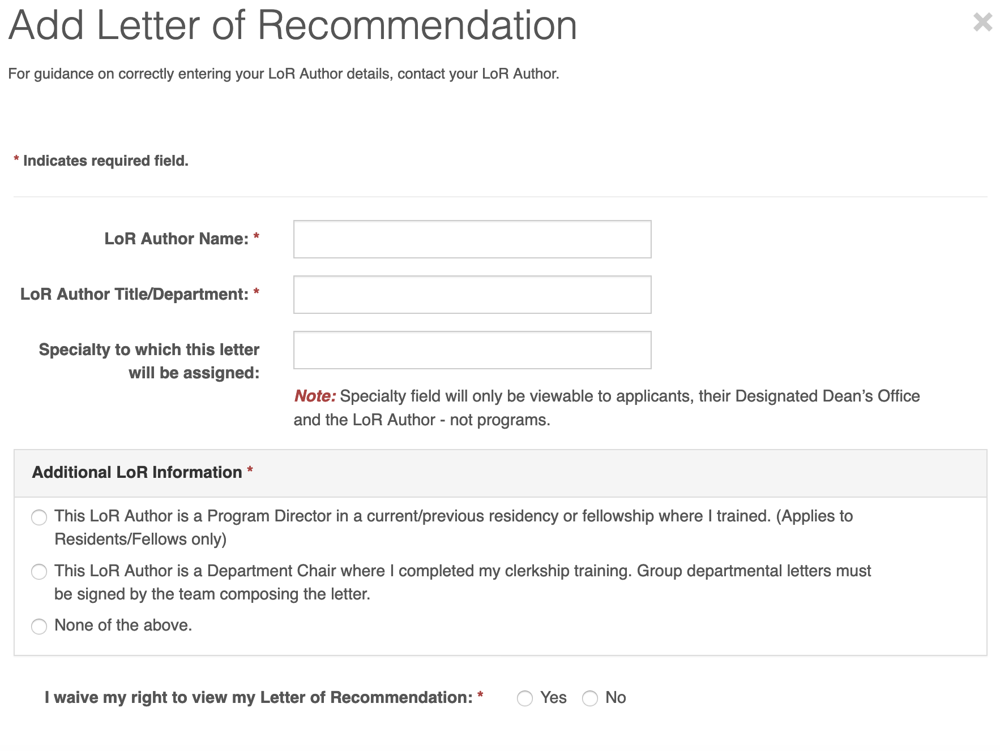 Add Letter of Recommendation
For guidance on correctly entering your LoR Author details, contact your LoR Author.
* Indicates required field.
LoR Author Name: *
LoR Author Title/Department: *
Specialty to which this letter
will be assigned:
Note: Specialty field will only be viewable to applicants, their Designated Dean’s Office
and the LoR Author - not programs.
Additional LoR Information *
This LoR Author is a Program Director in a current/previous residency or fellowship where I trained. (Applies to
Residents/Fellows only)
This LoR Author is a Department Chair where I completed my clerkship training. Group departmental letters must
be signed by the team composing the letter.
None of the above.
I waive my right to view my Letter of Recommendation: * Yes No